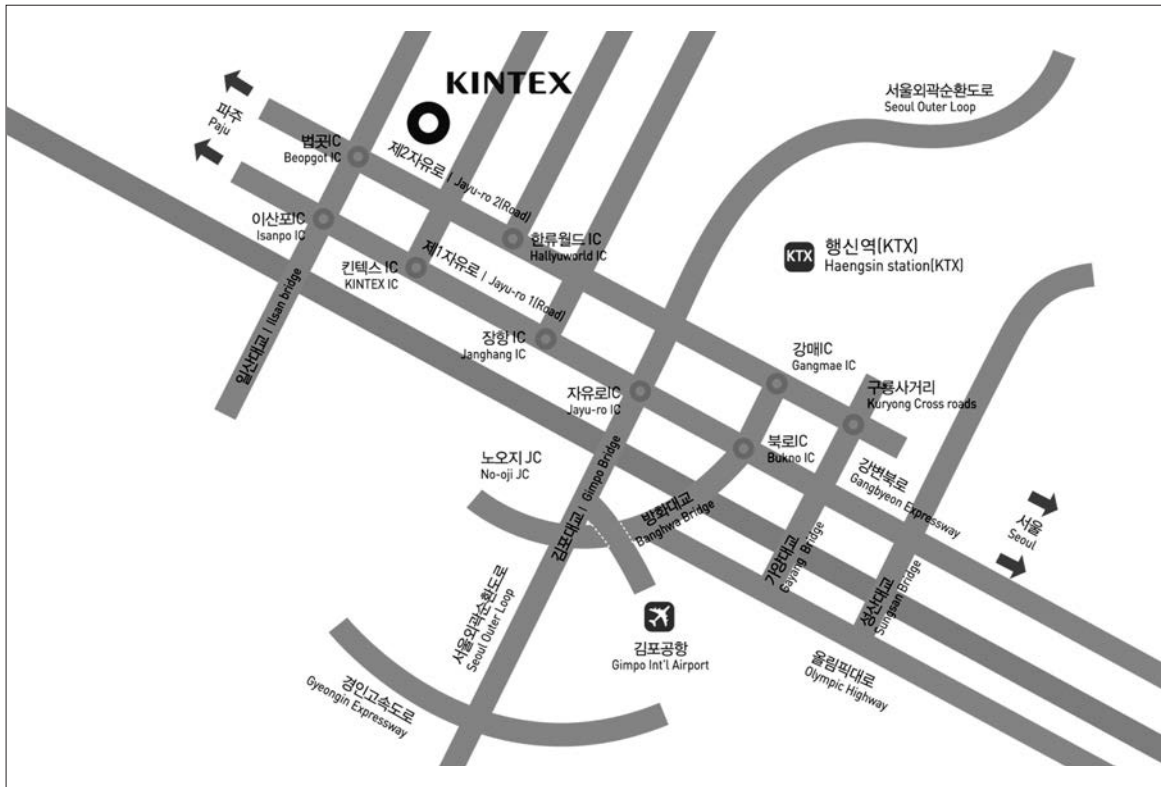 KINTEX
서울외곽순환도로
Seoul Outer Loop
파주
Paju
법곳IC
Beopgot IC
제2자유로 | Jayu-ro 2(Road)
이산포IC
Isanpo IC
한류월드 IC
Hallyuworld IC
KTX
행신역(KTX)
Haengsin station(KTX)
킨텍스 IC
KINTEX IC
제1자유로 | Jayu-ro 1(Road)
일산대교 | Ilsan bridge
장항 IC
Janghang IC
강매IC
Gangmae IC
자유로IC
Jayu-ro IC
구룡사거리
Kuryong Cross roads
북로IC
Bukno IC
노오지 JC
No-oji JC
김포대교 | Gimpo Bridge
방화대교
Banghwa Bridge
강변북로
Gangbyeon Expressway
서울
Seoul
가양대교
Gayang Bridge
성산대교
Sungsan Bridge
서울외곽순환도로
Seoul Outer Loop
김포공항
Gimpo Int'l Airport
올림픽대로
Olympic Highway
경인고속도로
Gyeongin Expressway